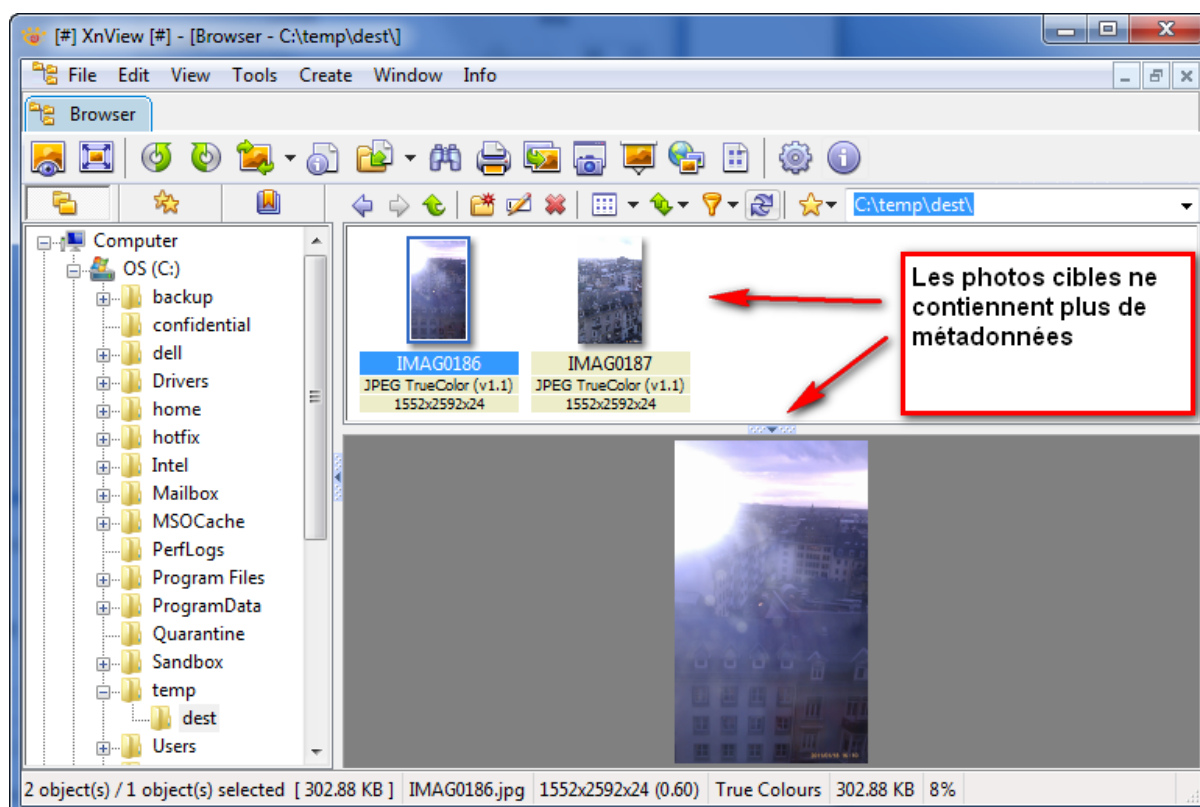 [#] XnView [#] - [Browser - C:\temp\dest\]
File Edit View Tools Create Window Info
Browser
C:\temp\dest\
Computer
OS (C:)
backup
confidential
dell
Drivers
home
hotfix
Intel
Mailbox
MSOCache
PerfLogs
Program Files
ProgramData
Quarantine
Sandbox
temp
dest
Users
IMAG0186
JPEG TrueColor (v1.1)
1552x2592x24
IMAG0187
JPEG TrueColor (v1.1)
1552x2592x24
Les photos cibles ne
contiennent plus de
métadonnées
2 object(s) / 1 object(s) selected [ 302.88 KB ] IMAG0186.jpg 1552x2592x24 (0.60) True Colours 302.88 KB 8%